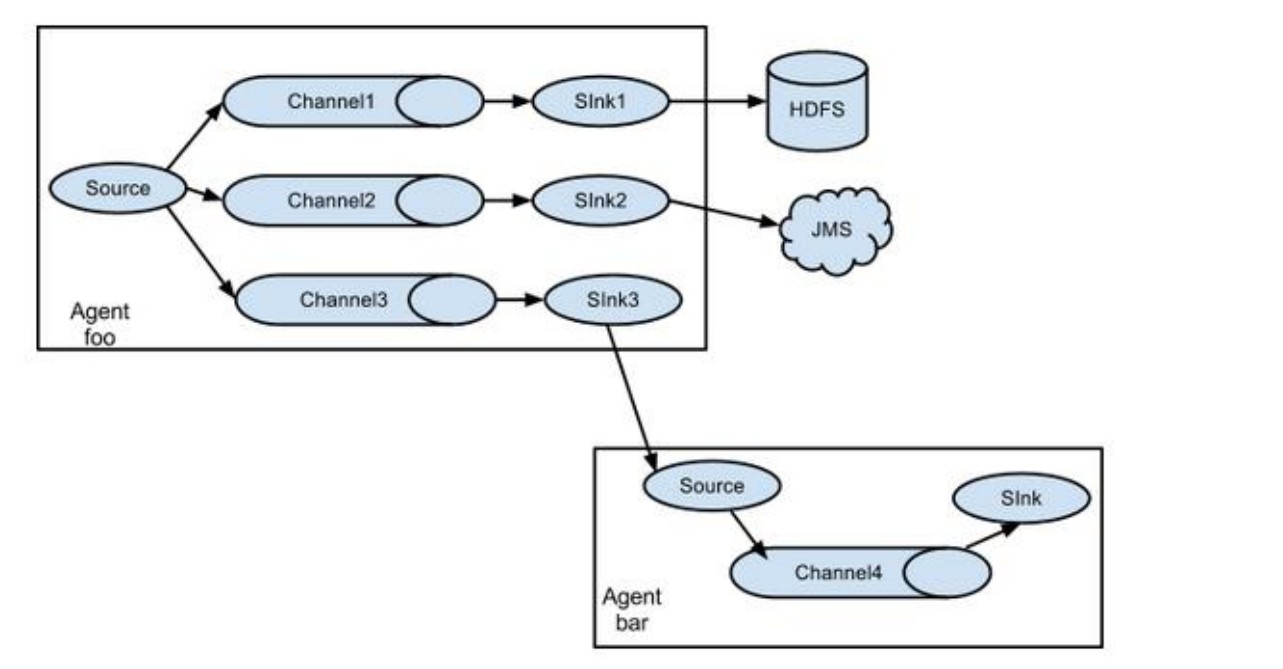 Channel1
SInk1
HDFS
Source
Channel2
SInk2
JMS
Channel3
SInk3
Agent
foo
Source
SInk
Channel4
Agent
bar